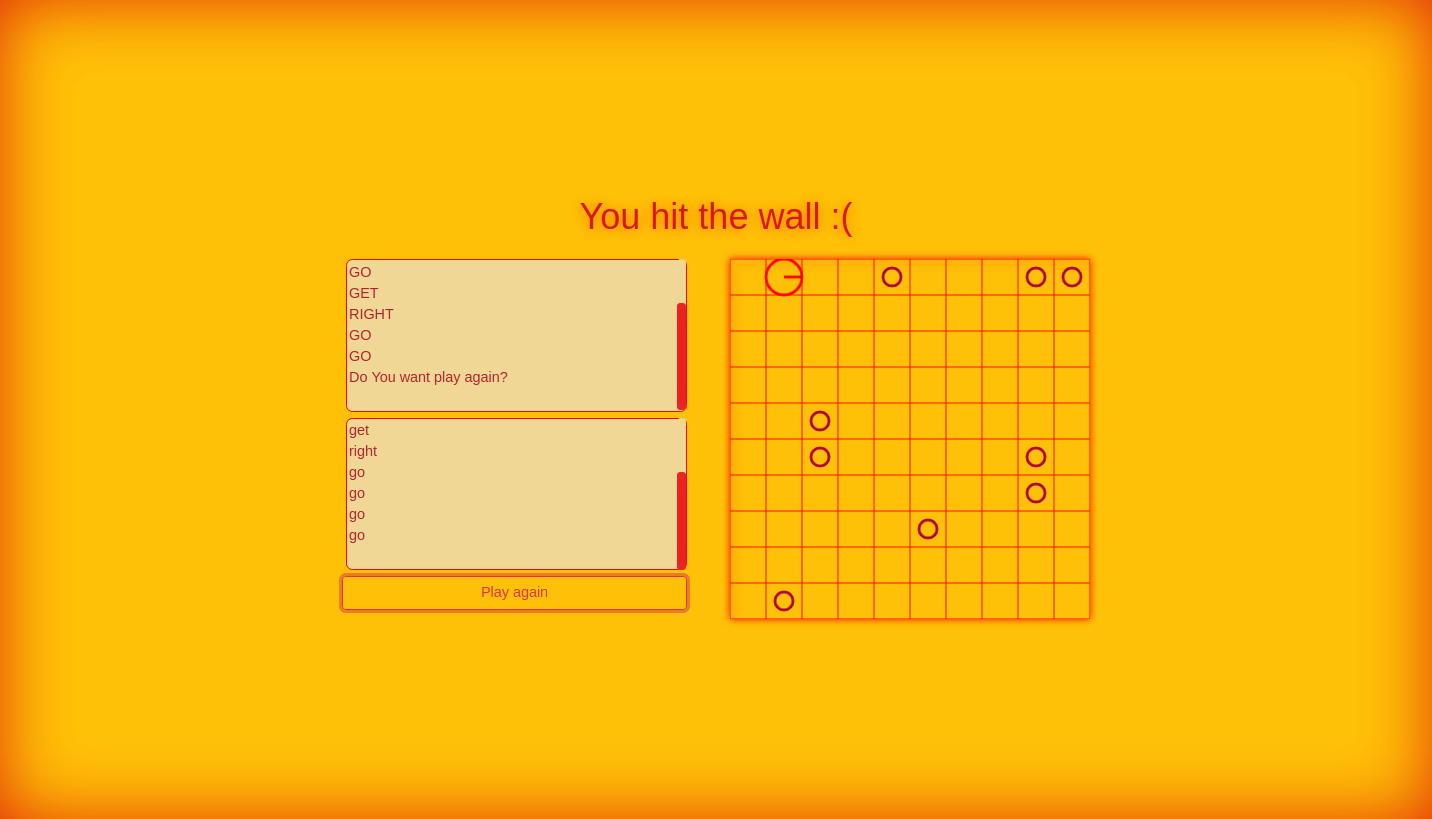 You hit the wall :(
GO
GET
RIGHT
GO
GO
Do You want play again?
get
right
go
go
go
go
Play again